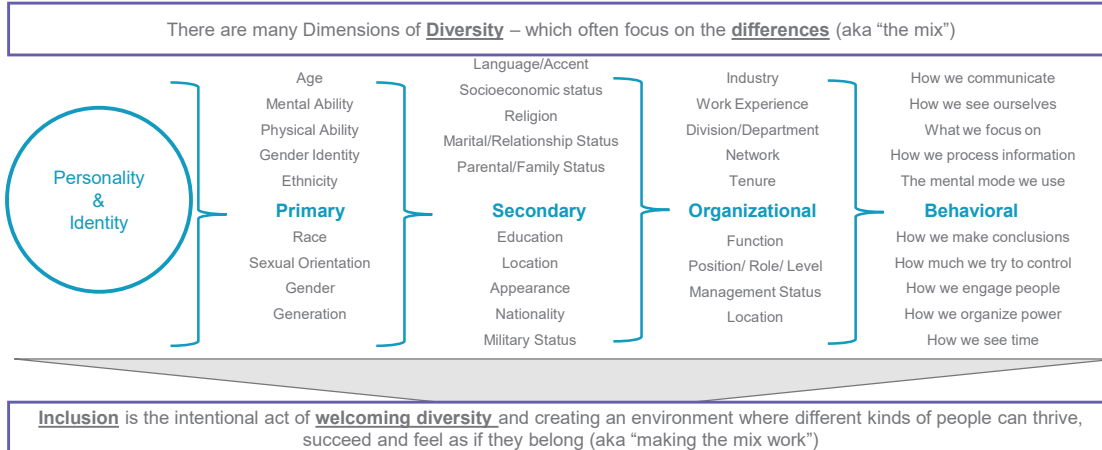 There are many Dimensions of Diversity – which often focus on the differences (aka “the mix”)
Personality
&
Identity
Age
Mental Ability
Physical Ability
Gender Identity
Ethnicity
Primary
Race
Sexual Orientation
Gender
Generation
Language/Accent
Socioeconomic status
Religion
Marital/Relationship Status
Parental/Family Status
Secondary
Education
Location
Appearance
Nationality
Military Status
Industry
Work Experience
Division/Department
Network
Tenure
Organizational
Function
Position/ Role/ Level
Management Status
Location
How we communicate
How we see ourselves
What we focus on
How we process information
The mental mode we use
Behavioral
How we make conclusions
How much we try to control
How we engage people
How we organize power
How we see time
Inclusion is the intentional act of welcoming diversity and creating an environment where different kinds of people can thrive,
succeed and feel as if they belong (aka “making the mix work”)